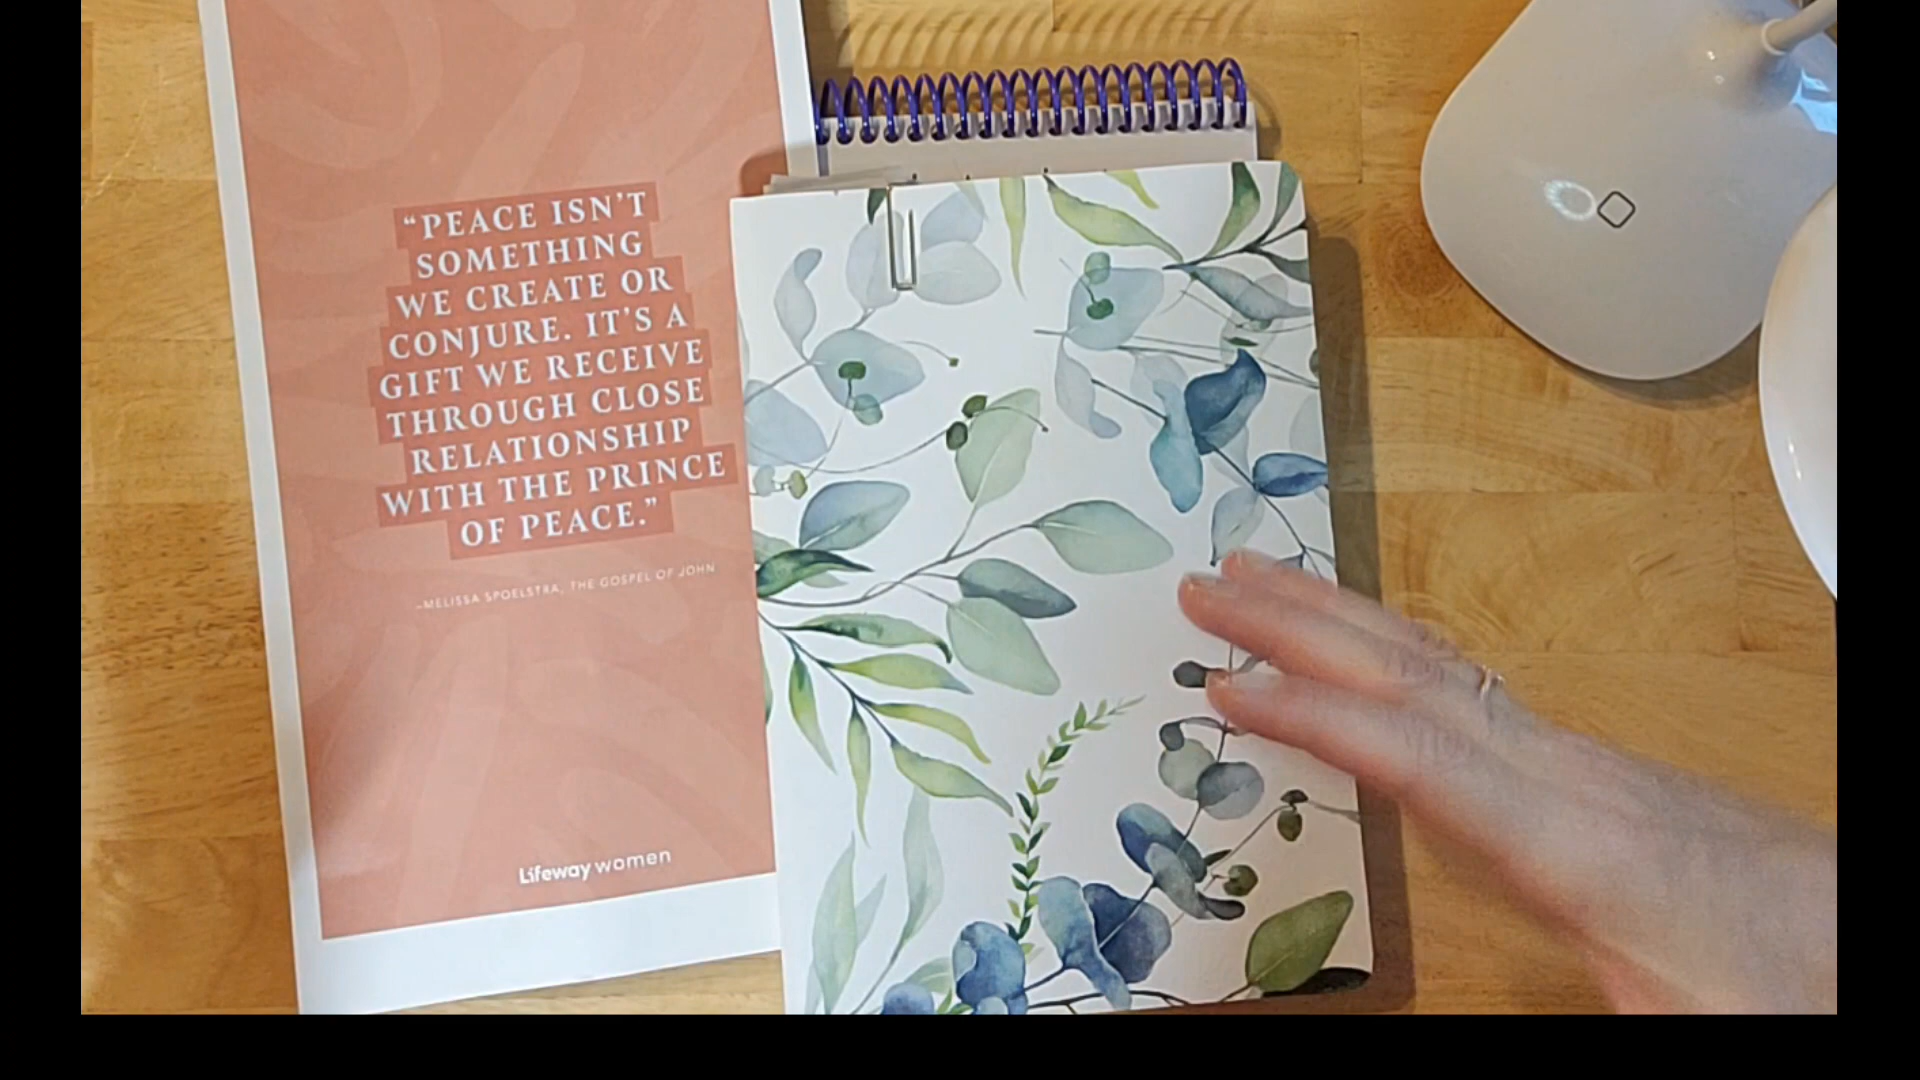 “PEACE ISN’T
SOMETHING
WE CREATE OR
CONJURE. IT’S A
GIFT WE RECEIVE
THROUGH CLOSE
RELATIONSHIP
WITH THE PRINCE
OF PEACE.”
–MELISSA SPOELSTRA, THE GOSPEL OF JOHN
Lifeway women